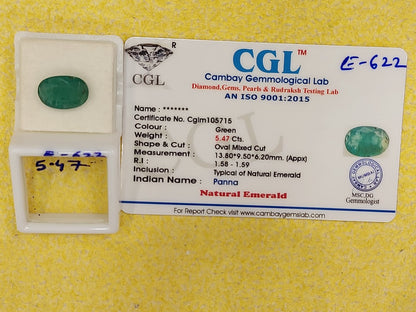 R
CGL
CGL™
E-622
Cambay Gemmological Lab
Diamond,Gems, Pearls & Rudraksh Testing Lab
AN ISO 9001:2015
Name : *******
Certificate No. Cglm105715
Colour : Green
Weight : 5.47 Cts.
Shape & Cut : Oval Mixed Cut
Measurement : 13.80*9.50*6.20mm. (Appx)
R.I : 1.58 - 1.59
Inclusion : Typical of Natural Emerald
Indian Name : Panna
Natural Emerald
MSC,DG
Gemmologist
For Report Check Visit :- www.cambaygemslab.com
E-622
5.47